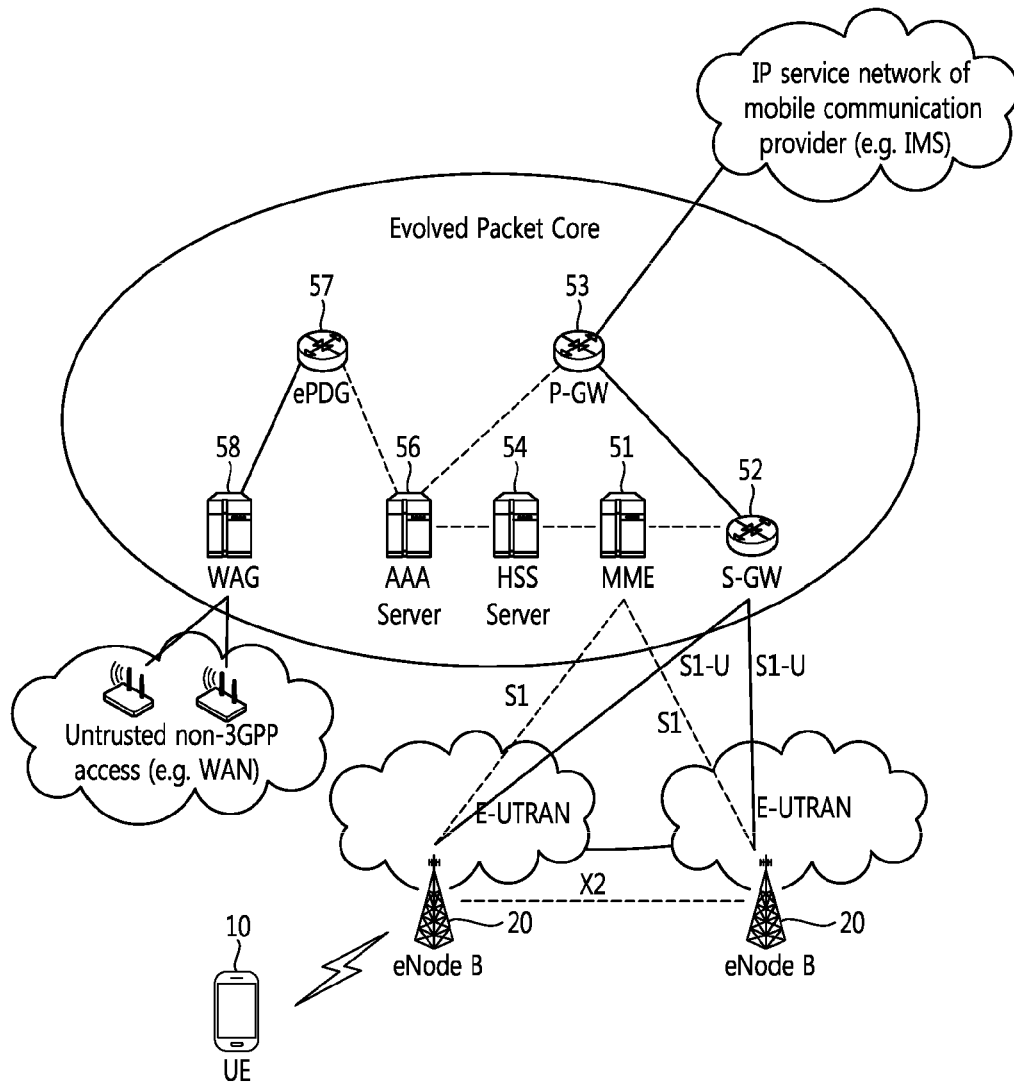 IP service network of
mobile communication
provider (e.g. IMS)
Evolved Packet Core
57
53
ePDG
P-GW
58
56
54
51
52
WAG
AAA
Server
HSS
Server
MME
S-GW
S1-U
S1-U
S1
S1
Untrusted non-3GPP
access (e.g. WAN)
E-UTRAN
E-UTRAN
X2
10
20
20
eNode B
eNode B
UE